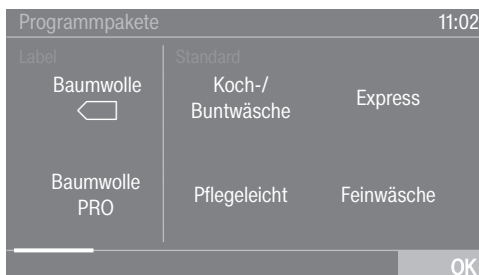 Programmpakete 11:02
Label Standard
Baumwolle
Koch-/
Buntwäsche
Express
Baumwolle
PRO
Pflegeleicht
Feinwäsche
OK